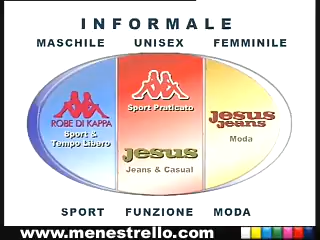 INFORMALE
MASCHILE UNISEX FEMMINILE
ROBE DI KAPPA
Sport &
Tempo Libero
Sport Praticato
Jesus
Jeans & Casual
Jesus
Jeans
Moda
SPORT FUNZIONE MODA
www.menestrello.com